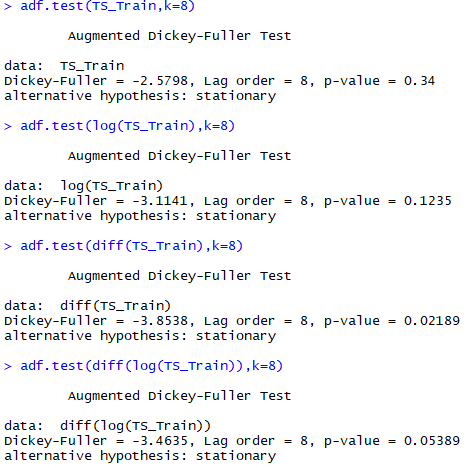 > adf.test(TS_Train,k=8)
Augmented Dickey-Fuller Test
data:  TS_Train
Dickey-Fuller = -2.5798, Lag order = 8, p-value = 0.34
alternative hypothesis: stationary
> adf.test(log(TS_Train),k=8)
Augmented Dickey-Fuller Test
data:  log(TS_Train)
Dickey-Fuller = -3.1141, Lag order = 8, p-value = 0.1235
alternative hypothesis: stationary
> adf.test(diff(TS_Train),k=8)
Augmented Dickey-Fuller Test
data:  diff(TS_Train)
Dickey-Fuller = -3.8538, Lag order = 8, p-value = 0.02189
alternative hypothesis: stationary
> adf.test(diff(log(TS_Train)),k=8)
Augmented Dickey-Fuller Test
data:  diff(log(TS_Train))
Dickey-Fuller = -3.4635, Lag order = 8, p-value = 0.05389
alternative hypothesis: stationary